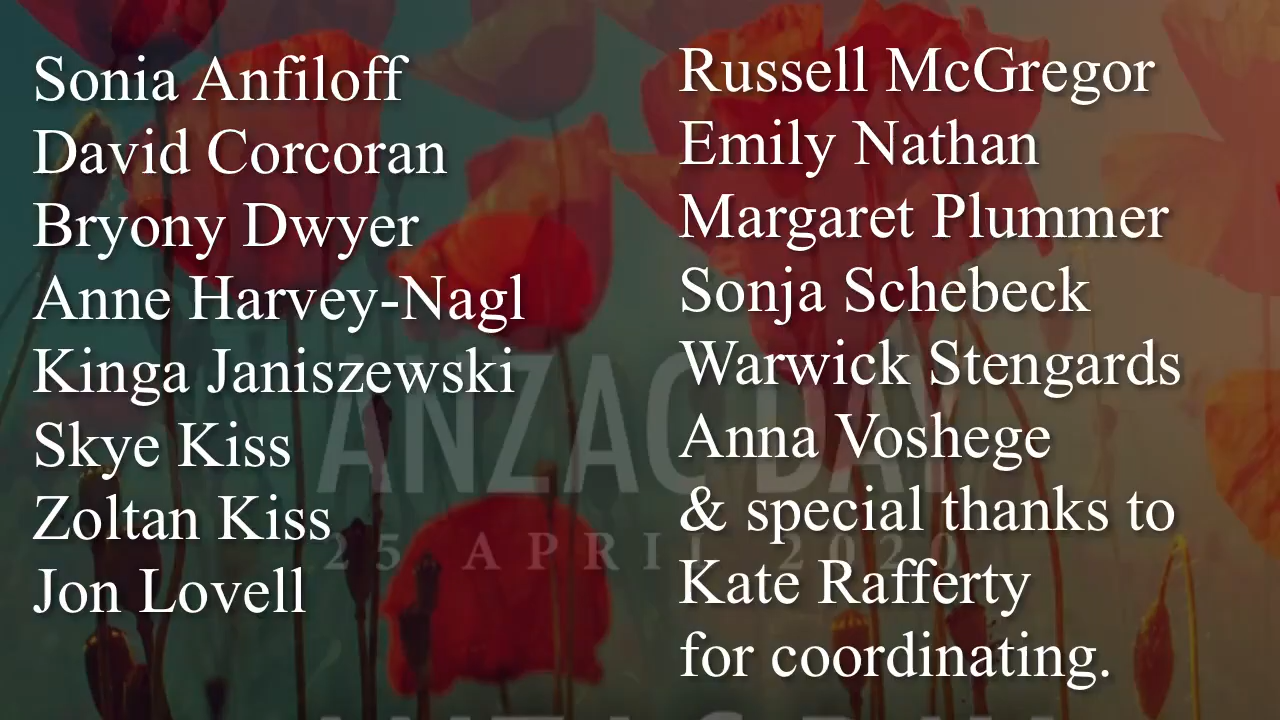 Sonia Anfiloff
David Corcoran
Bryony Dwyer
Anne Harvey-Nagl
Kinga Janiszewski
Skye Kiss
Zoltan Kiss
Jon Lovell
Russell McGregor
Emily Nathan
Margaret Plummer
Sonja Schebeck
Warwick Stengards
Anna Voshege
& special thanks to
Kate Rafferty
for coordinating.
ANZAC DAY
25 APRIL 2020